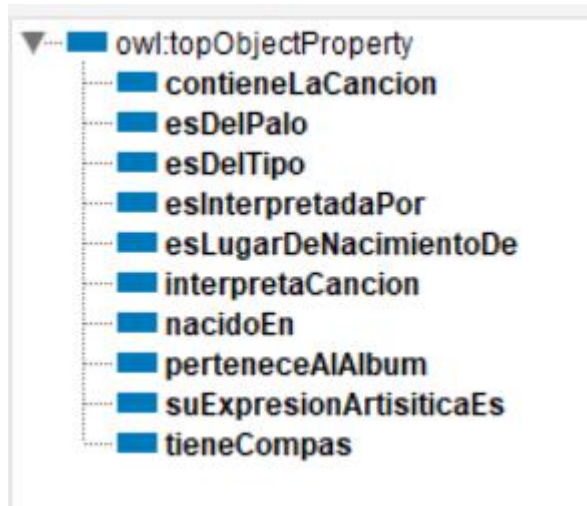 owl:topObjectProperty
contieneLaCancion
esDelPalo
esDelTipo
esInterpretadaPor
esLugarDeNacimientoDe
interpretaCancion
nacidoEn
perteneceAlAlbum
suExpresionArtisiticaEs
tieneCompas